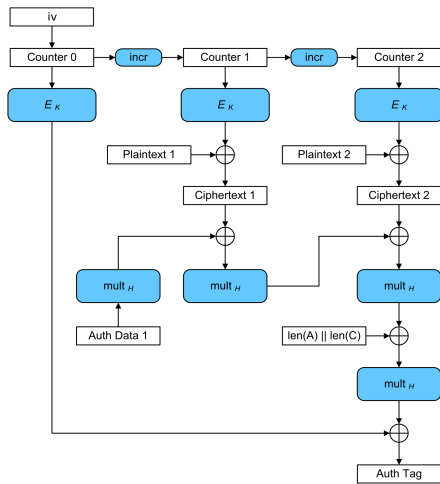 iv
Counter 0
incr
Counter 1
incr
Counter 2
E K
E K
E K
Plaintext 1
Plaintext 2
Ciphertext 1
Ciphertext 2
mult H
mult H
mult H
Auth Data 1
len(A) || len(C)
mult H
Auth Tag